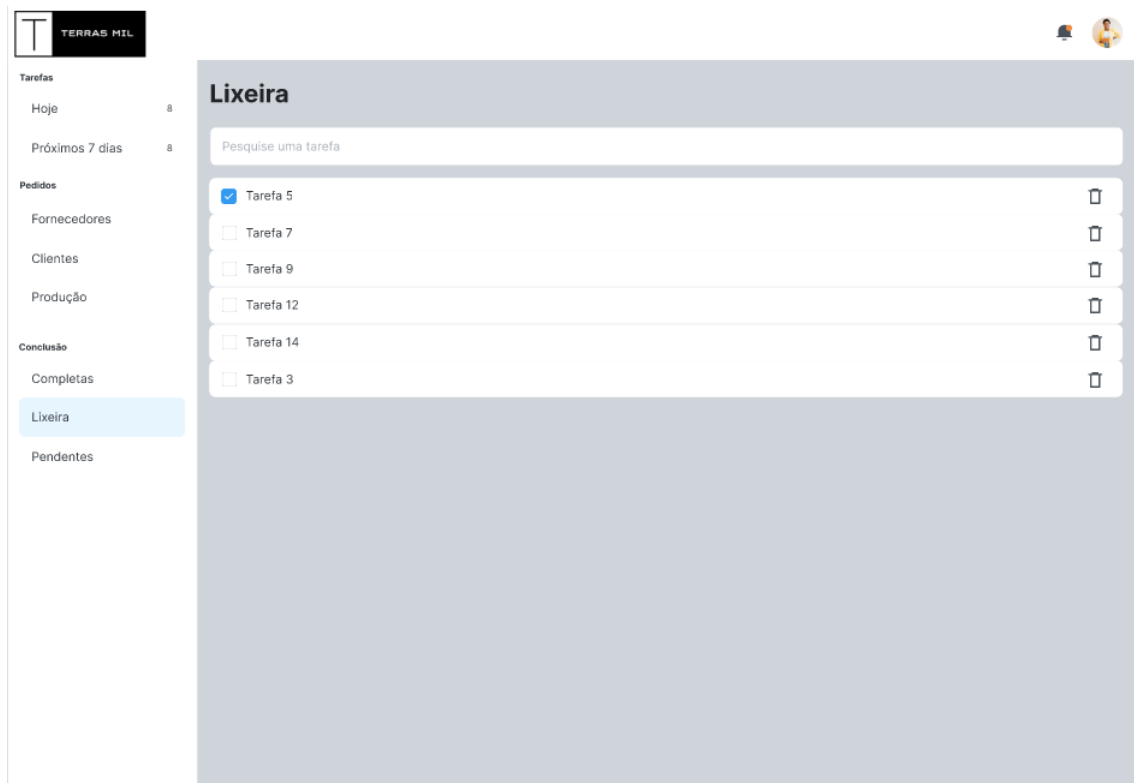 T
TERRAS MIL
Tarefas
Hoje 8
Próximos 7 dias 8
Pedidos
Fornecedores
Clientes
Produção
Conclusão
Completas
Lixeira
Pendentes
Lixeira
Pesquise uma tarefa
Tarefa 5
Tarefa 7
Tarefa 9
Tarefa 12
Tarefa 14
Tarefa 3